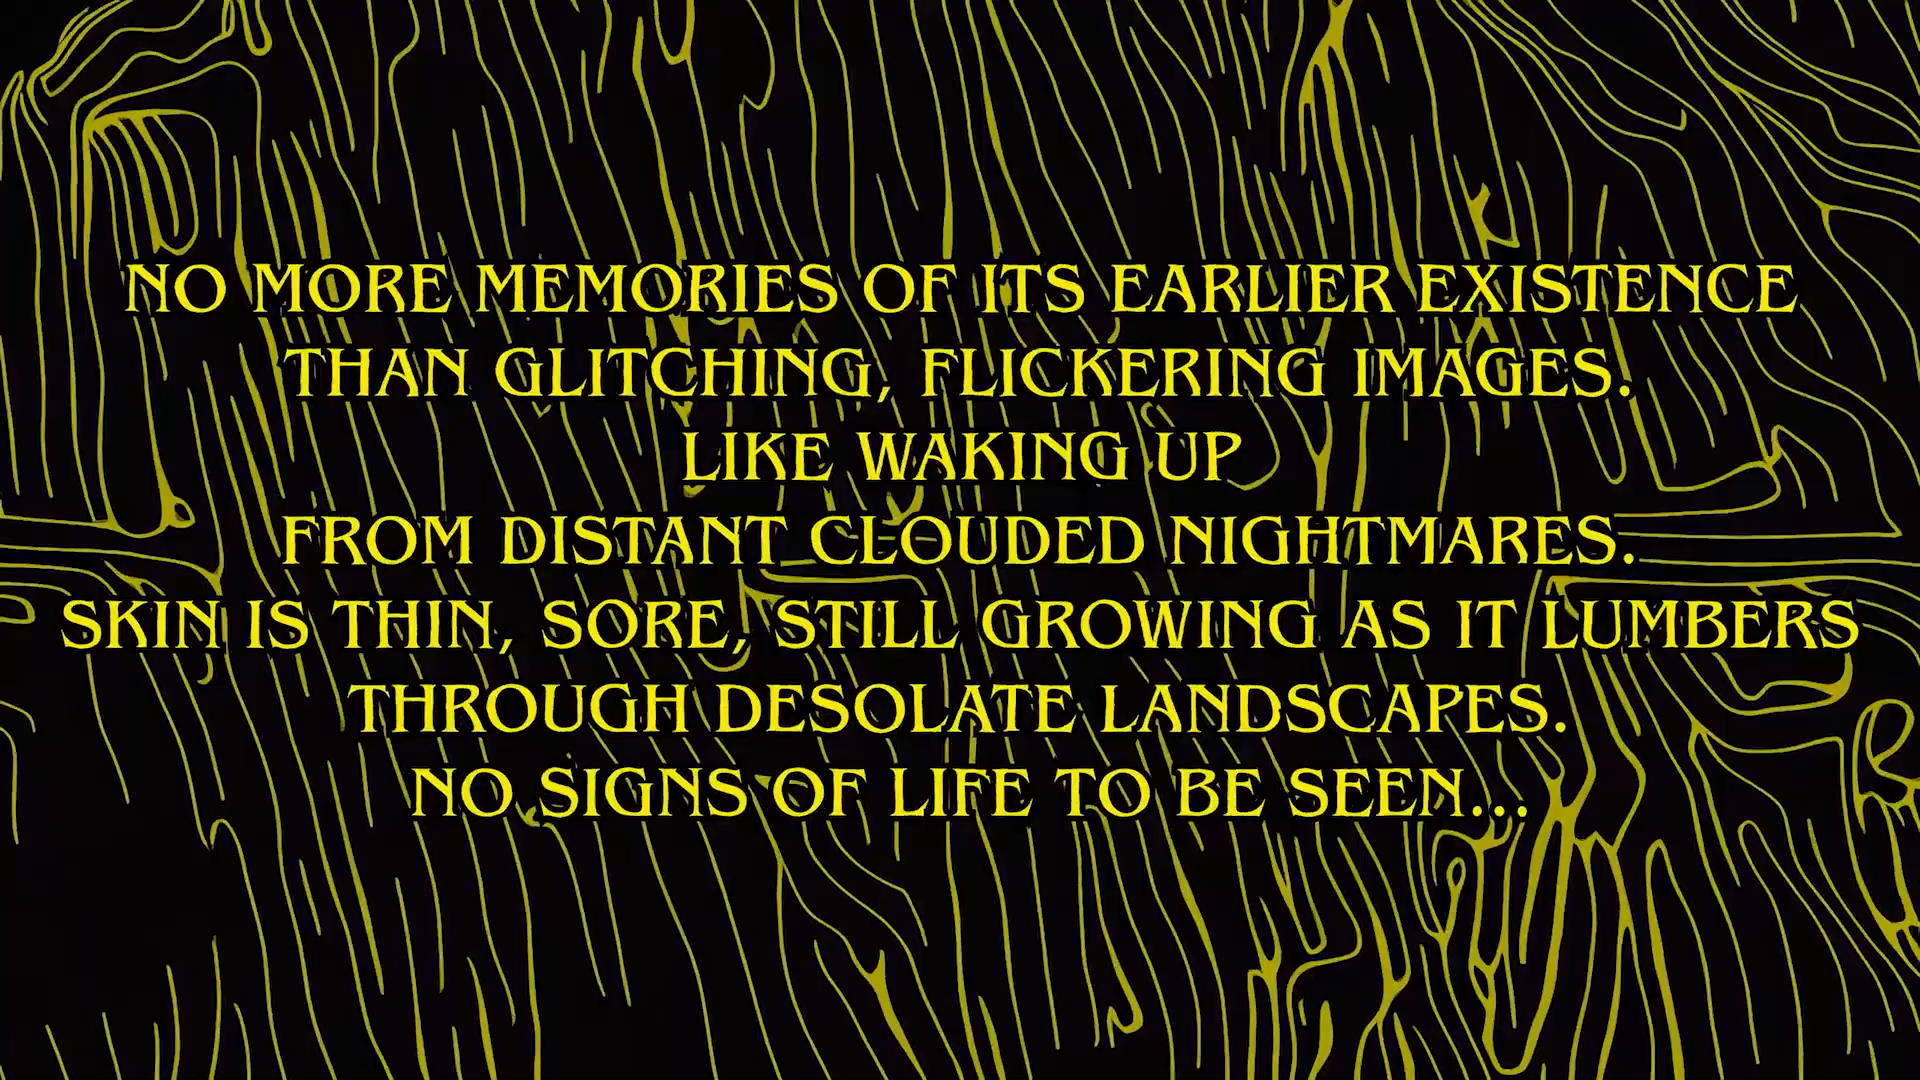 NO MORE MEMORIES OF ITS EARLIER EXISTENCE
THAN GLITCHING, FLICKERING IMAGES.
LIKE WAKING UP
FROM DISTANT CLOUDED NIGHTMARES.
SKIN IS THIN, SORE, STILL GROWING AS IT LUMBERS
THROUGH DESOLATE LANDSCAPES.
NO SIGNS OF LIFE TO BE SEEN...